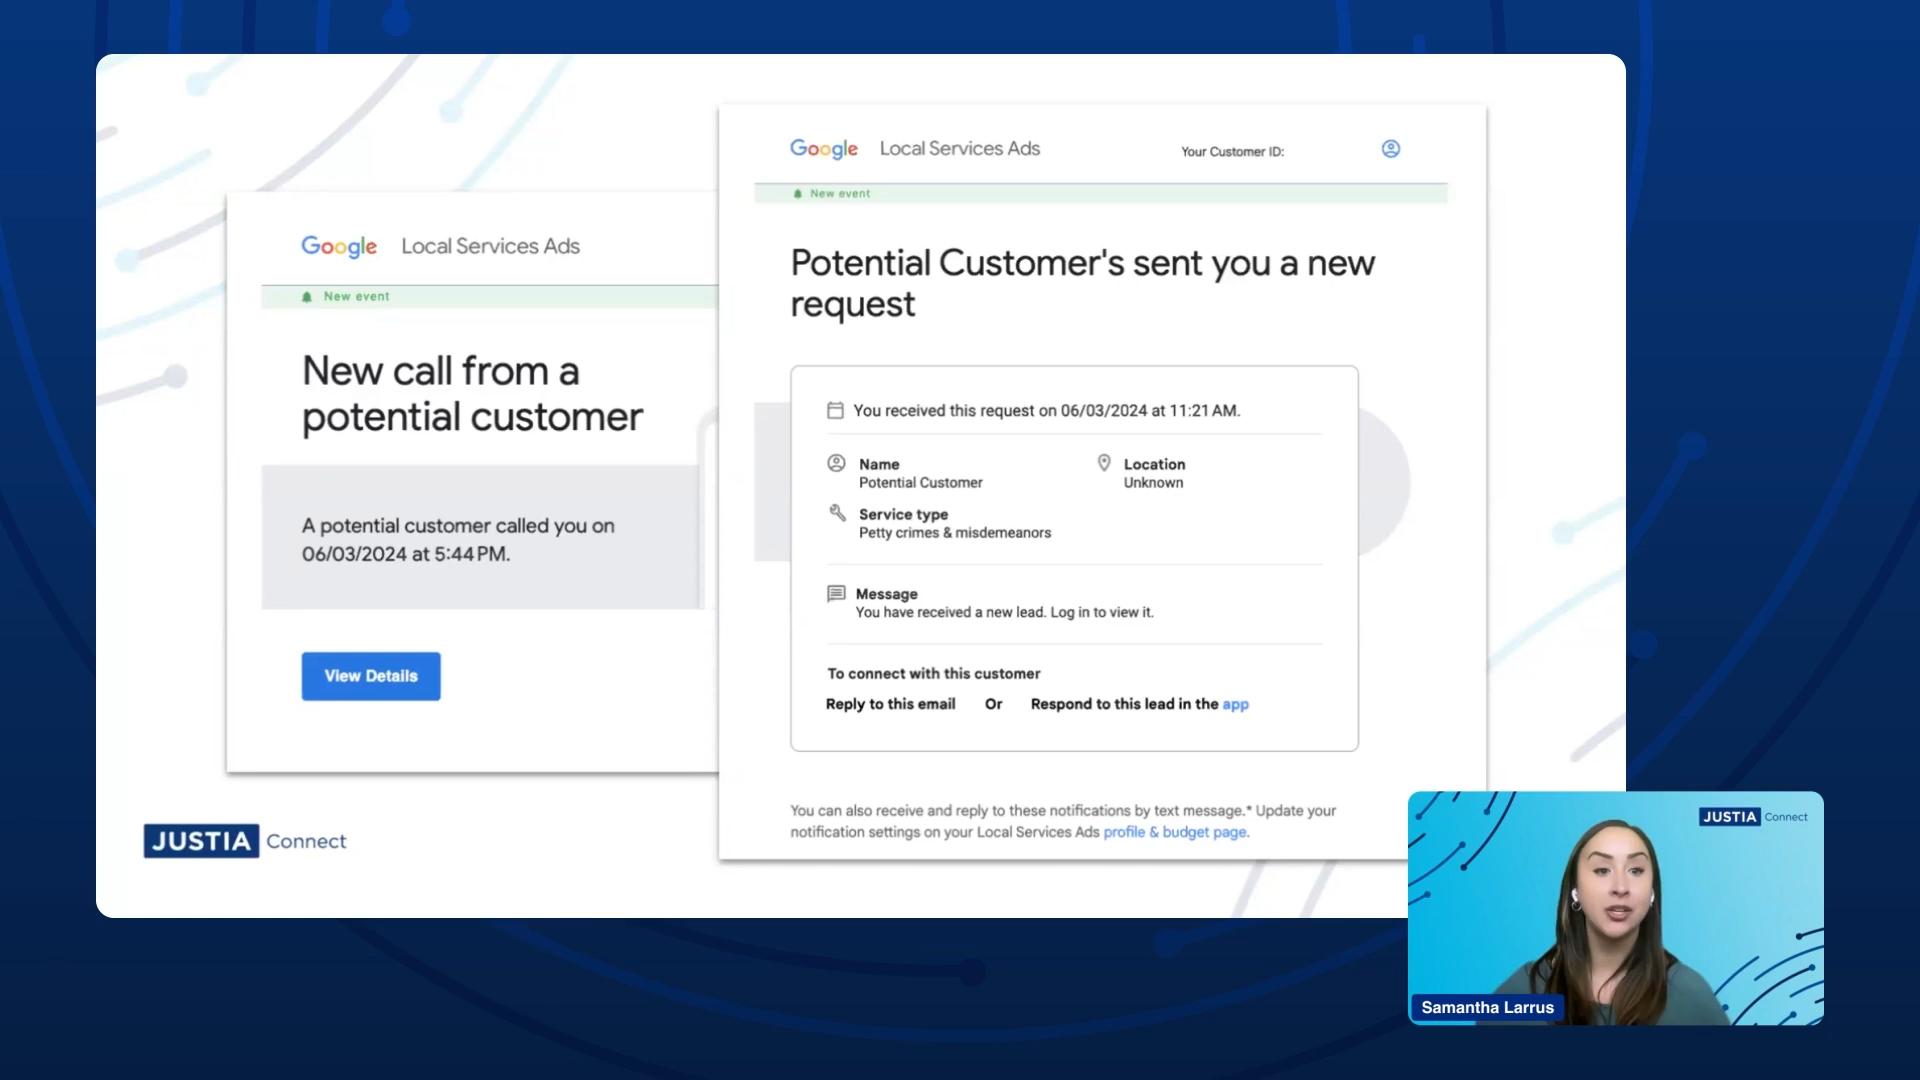 Google Local Services Ads
New event
New call from a
potential customer
A potential customer called you on
06/03/2024 at 5:44 PM.
View Details
Google Local Services Ads
Your Customer ID:
New event
Potential Customer's sent you a new
request
You received this request on 06/03/2024 at 11:21 AM.
Name
Potential Customer
Location
Unknown
Service type
Petty crimes & misdemeanors
Message
You have received a new lead. Log in to view it.
To connect with this customer
Reply to this email Or Respond to this lead in the app
You can also receive and reply to these notifications by text message.* Update your
notification settings on your Local Services Ads profile & budget page.
JUSTIA Connect
JUSTIA Connect
Samantha Larrus